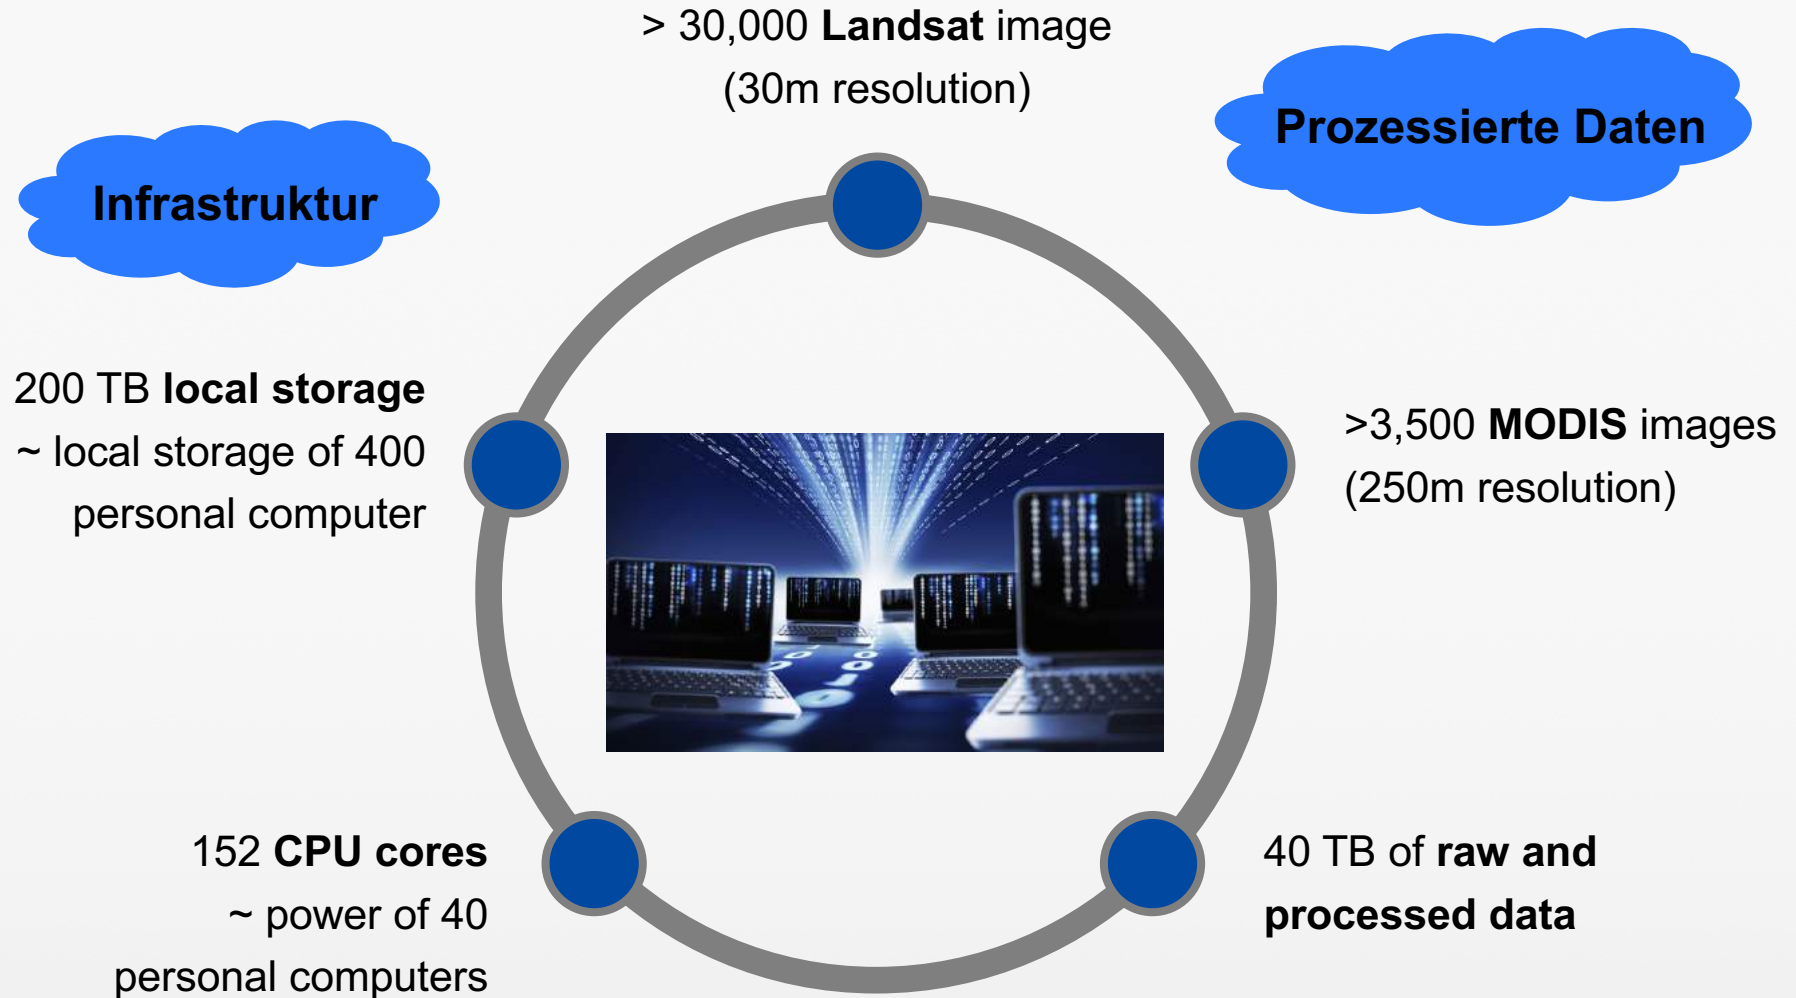 > 30,000 Landsat image
(30m resolution)
Prozessierte Daten
Infrastruktur
200 TB local storage
~ local storage of 400
personal computer
>3,500 MODIS images
(250m resolution)
152 CPU cores
~ power of 40
personal computers
40 TB of raw and
processed data